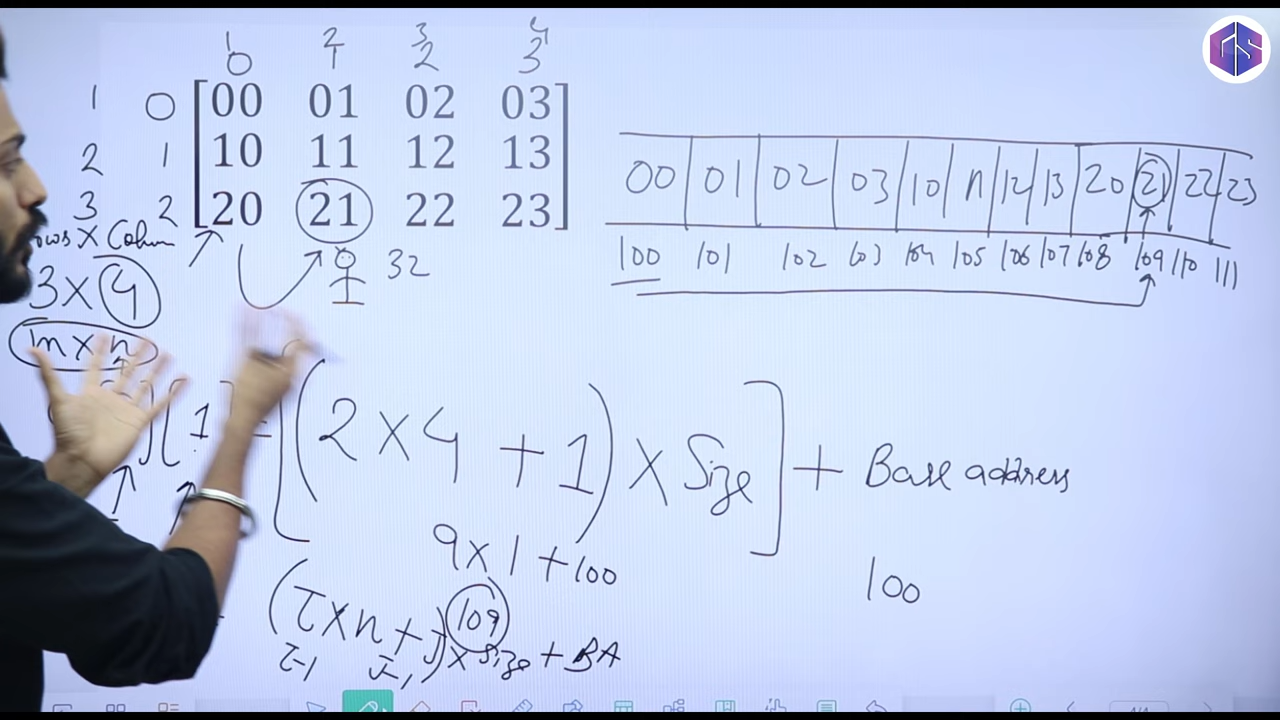 1 2 3 4
0 1 2 3
1 0 00 01 02 03
2 1 10 11 12 13
3 2 20 21 22 23
rows X Column
3 X 4
m x n
32
00 01 02 03 10 11 12 13 20 21 22 23
100 101 102 103 104 105 106 107 108 109 110 111
][1] = [(2 X 4 + 1) X Size] + Base address
9 X 1 + 100
100
(I X n + J) X Size + BA
109
I-1 J-1